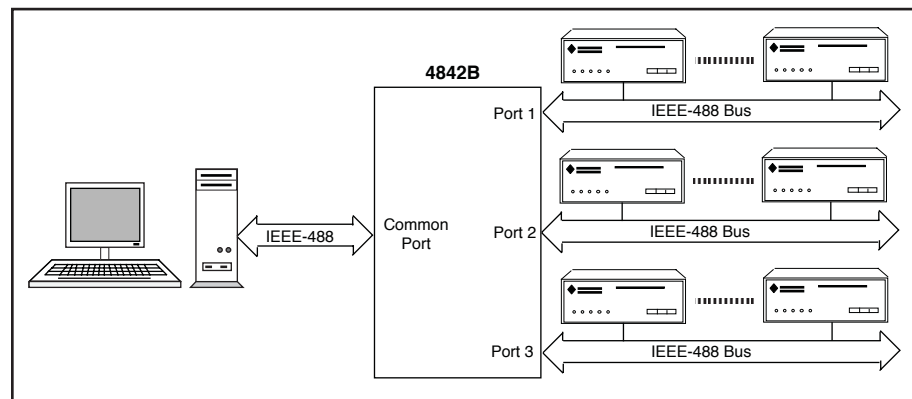 4842B
Port 1
IEEE-488 Bus
IEEE-488
Common
Port
Port 2
IEEE-488 Bus
Port 3
IEEE-488 Bus